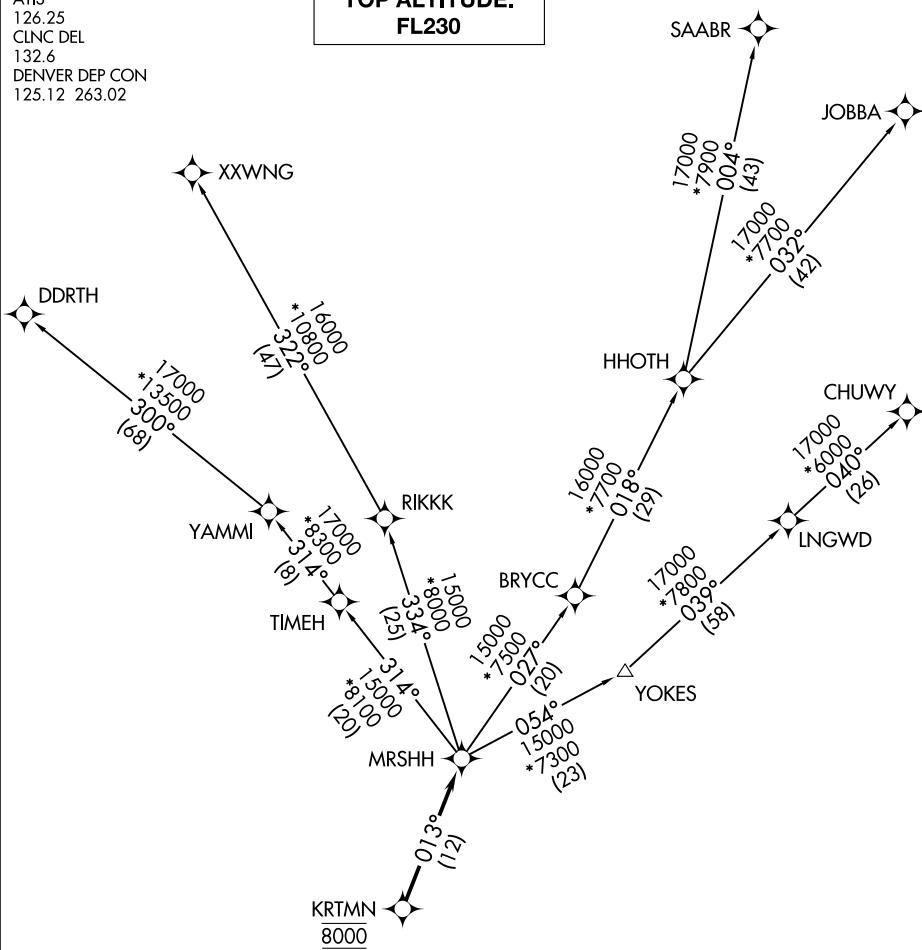 ATIS
126.25
CLNC DEL
132.6
DENVER DEP CON
125.12 263.02
TOP ALTITUDE:
FL230
SAABR
JOBBA
17000
*7900
004°
(43)
XXWNG
17000
*7700
032°
(42)
DDRTH
16000
*10800
322°
(47)
HHOTH
17000
*13500
300°
(68)
CHUWY
17000
*6000
040°
(26)
16000
*7700
018°
(29)
RIKKK
YAMMI
17000
*8300
314°
(8)
LNGWD
BRYCC
17000
*7800
039°
(58)
TIMEH
15000
*8000
334°
(25)
15000
*7500
027°
(20)
314°
15000
*8100
(20)
YOKES
054°
15000
*7300
(23)
MRSHH
013°
(12)
KRTMN
8000